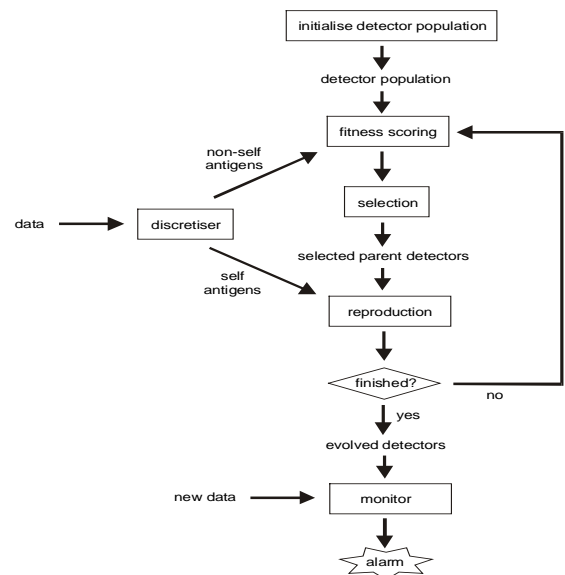 initialise detector population
detector population
fitness scoring
non-self
antigens
selection
data
discretiser
selected parent detectors
self
antigens
reproduction
finished?
no
yes
evolved detectors
new data
monitor
alarm